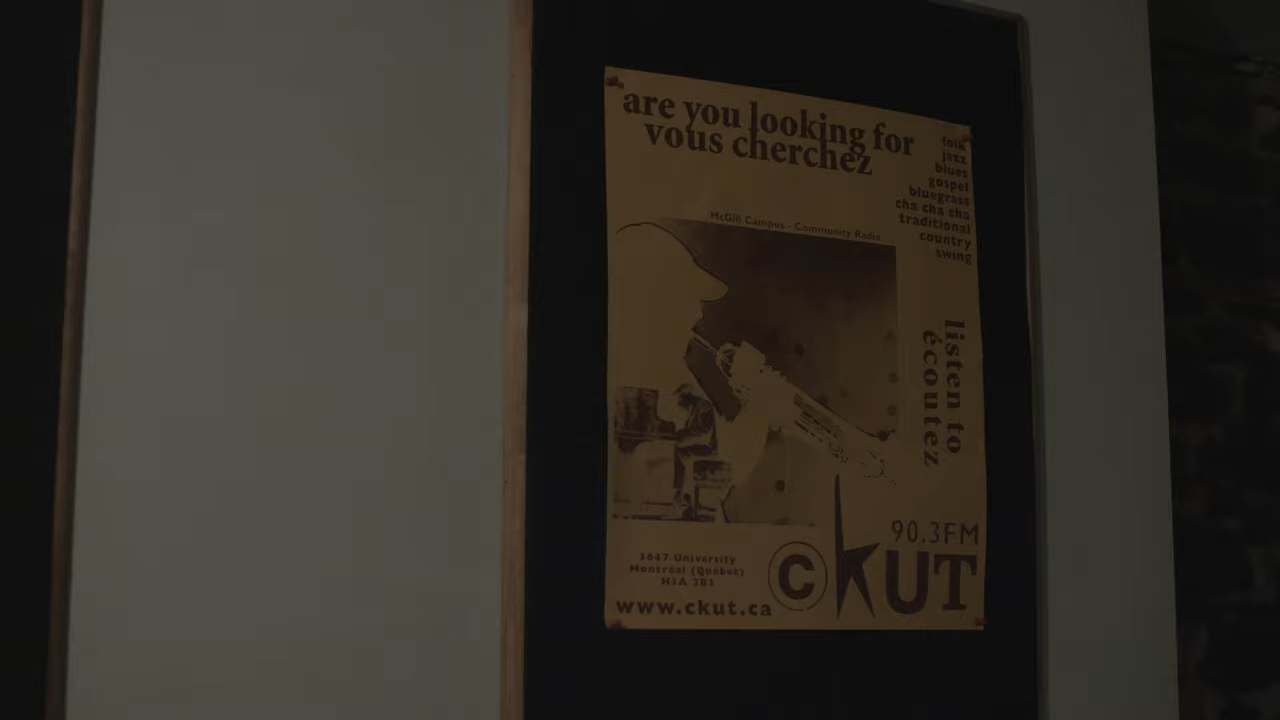 are you looking for
vous cherchez
folk
jazz
blues
gospel
bluegrass
cha cha cha
traditional
country
swing
McGill Campus - Community Radio
listen to
écoutez
90.3FM
cKUT
3647 University
Montréal (Québec)
H3A 2B3
www.ckut.ca